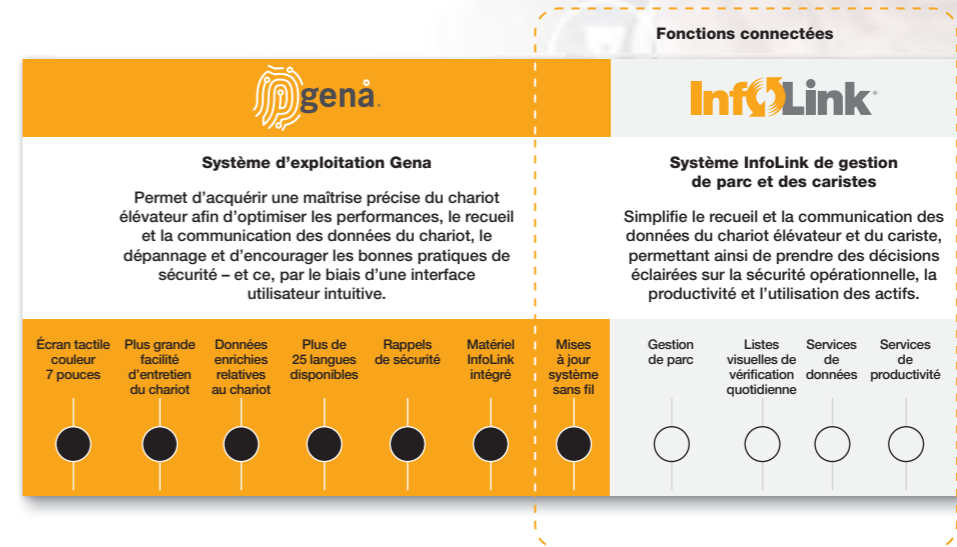 Fonctions connectées
genå.
InfoLink®
Système d’exploitation Gena
Permet d’acquérir une maîtrise précise du chariot
élévateur afin d’optimiser les performances, le recueil
et la communication des données du chariot, le
dépannage et d’encourager les bonnes pratiques de
sécurité – et ce, par le biais d’une interface
utilisateur intuitive.
Système InfoLink de gestion
de parc et des caristes
Simplifie le recueil et la communication des
données du chariot élévateur et du cariste,
permettant ainsi de prendre des décisions
éclairées sur la sécurité opérationnelle, la
productivité et l’utilisation des actifs.
Écran tactile
couleur
7 pouces
Plus grande
facilité
d’entretien
du chariot
Données
enrichies
relatives
au chariot
Plus de
25 langues
disponibles
Rappels
de sécurité
Matériel
InfoLink
intégré
Mises
à jour
système
sans fil
Gestion
de parc
Listes
visuelles de
vérification
quotidienne
Services
de
données
Services
de
productivité